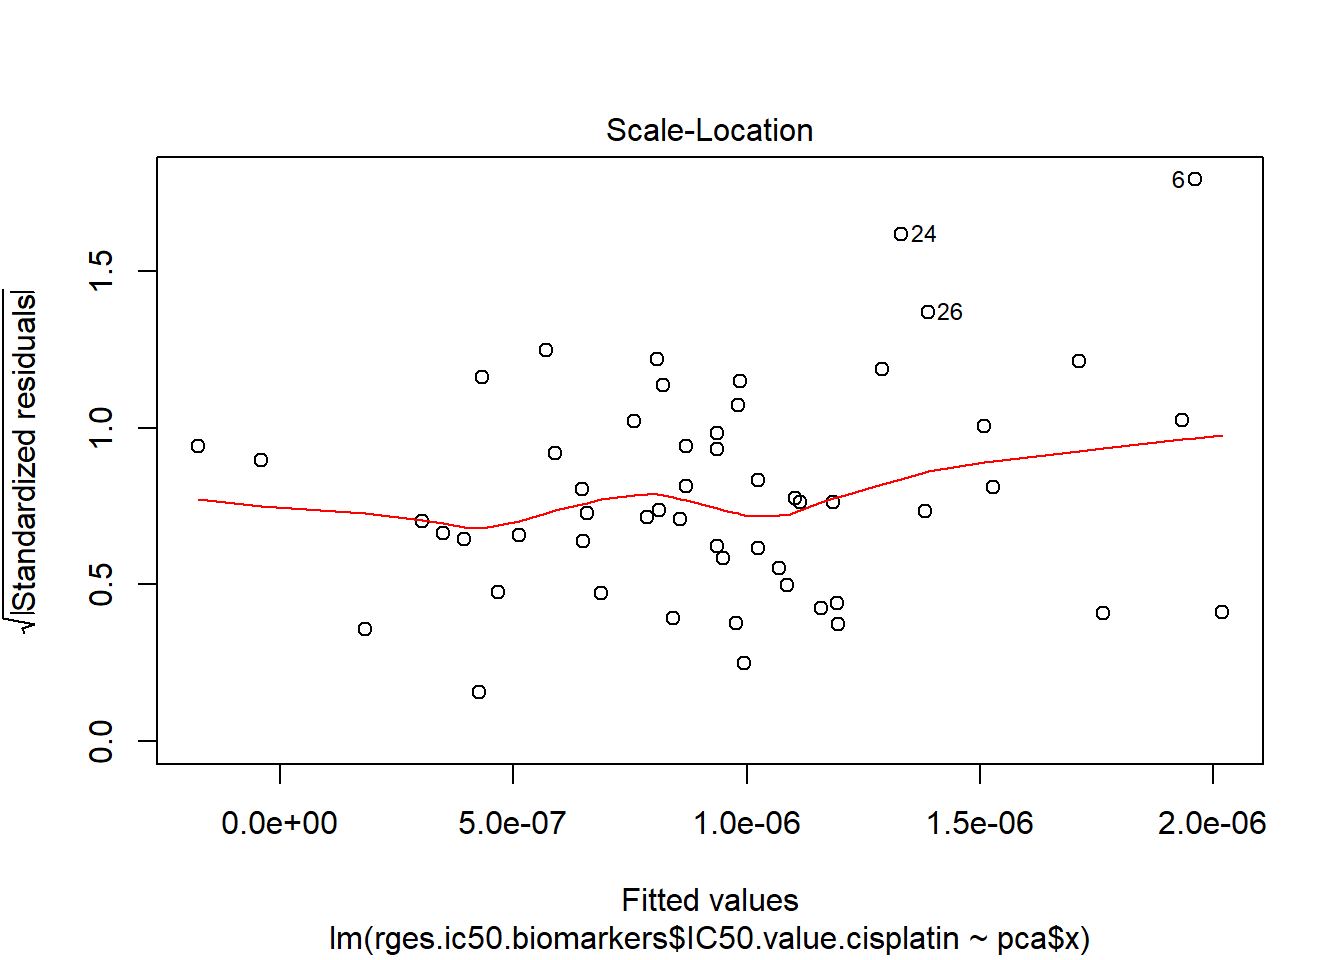 Scale-Location
6
24
26
√|Standardized residuals|
1.5
1.0
0.5
0.0
0.0e+00 5.0e-07 1.0e-06 1.5e-06 2.0e-06
Fitted values
lm(rges.ic50.biomarkers$IC50.value.cisplatin ~ pca$x)